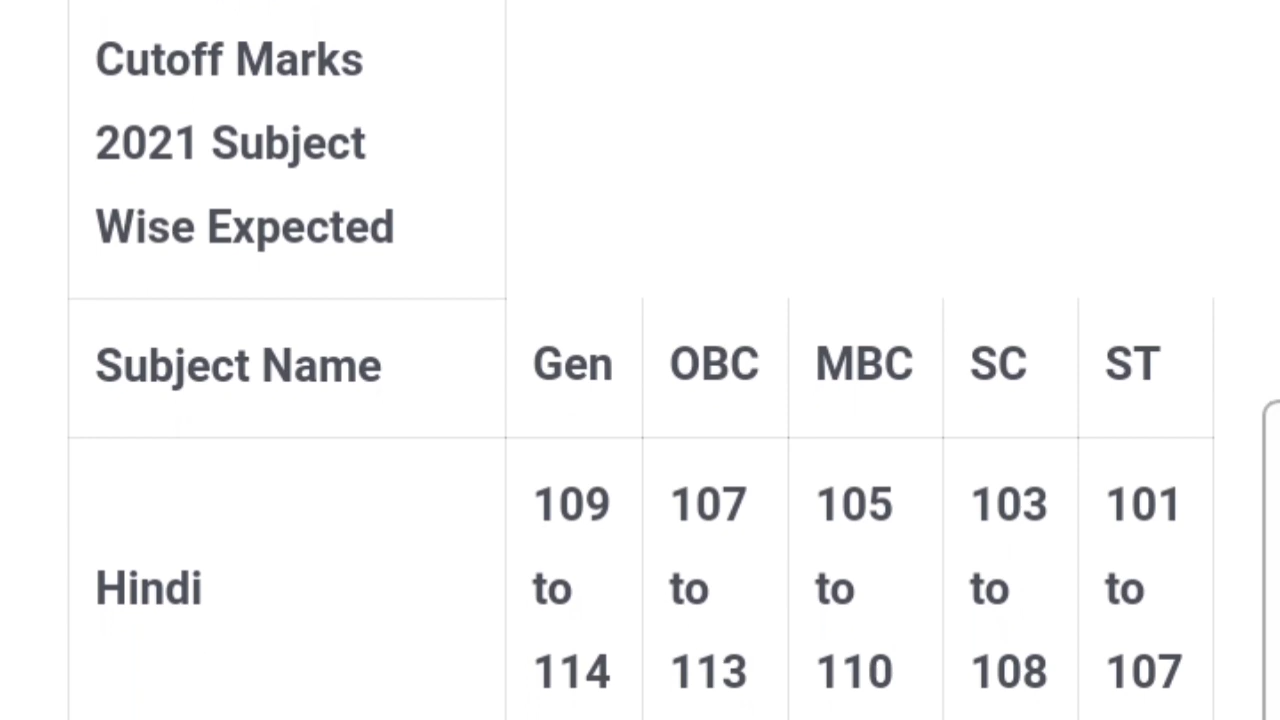 Cutoff Marks
2021 Subject
Wise Expected
Subject Name Gen OBC MBC SC ST
109 107 105 103 101
Hindi to to to to to
114 113 110 108 107